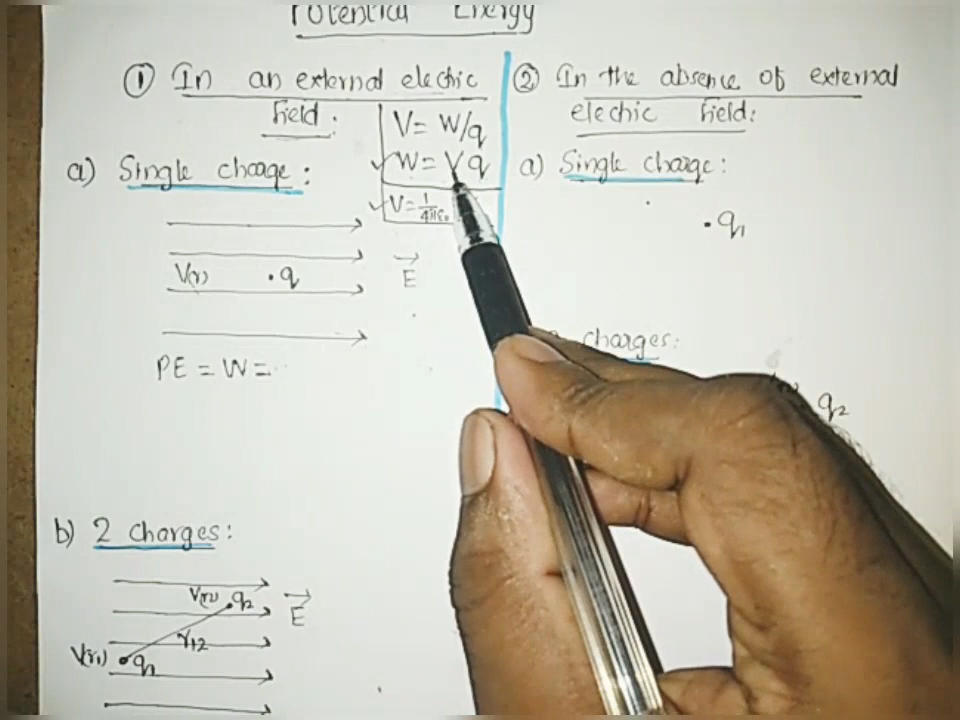 Potential Energy
① In an external electric field:
V = W/q
W = Vq
V = 1/4πε₀
a) Single charge:
V(r) .q
E
PE = W =
b) 2 charges:
V(r2) q2
E
r12
V(r1) q1
② In the absence of external
electric field:
a) Single charge:
.q1
charges:
q2